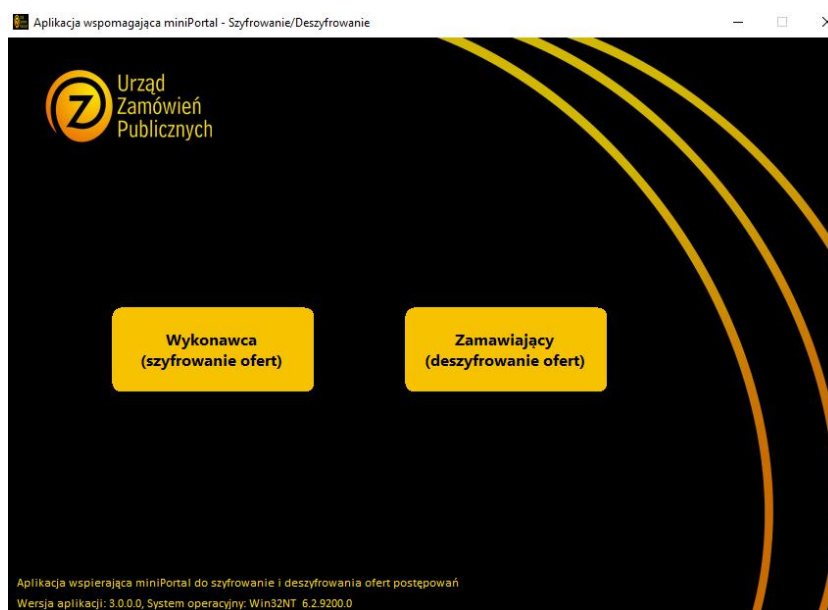 Aplikacja wspomagająca miniPortal - Szyfrowanie/Deszyfrowanie
Urząd
Zamówień
Publicznych
Wykonawca
(szyfrowanie ofert)
Zamawiający
(deszyfrowanie ofert)
Aplikacja wspierająca miniPortal do szyfrowanie i deszyfrowania ofert postępowań
Wersja aplikacji: 3.0.0.0, System operacyjny: Win32NT 6.2.9200.0